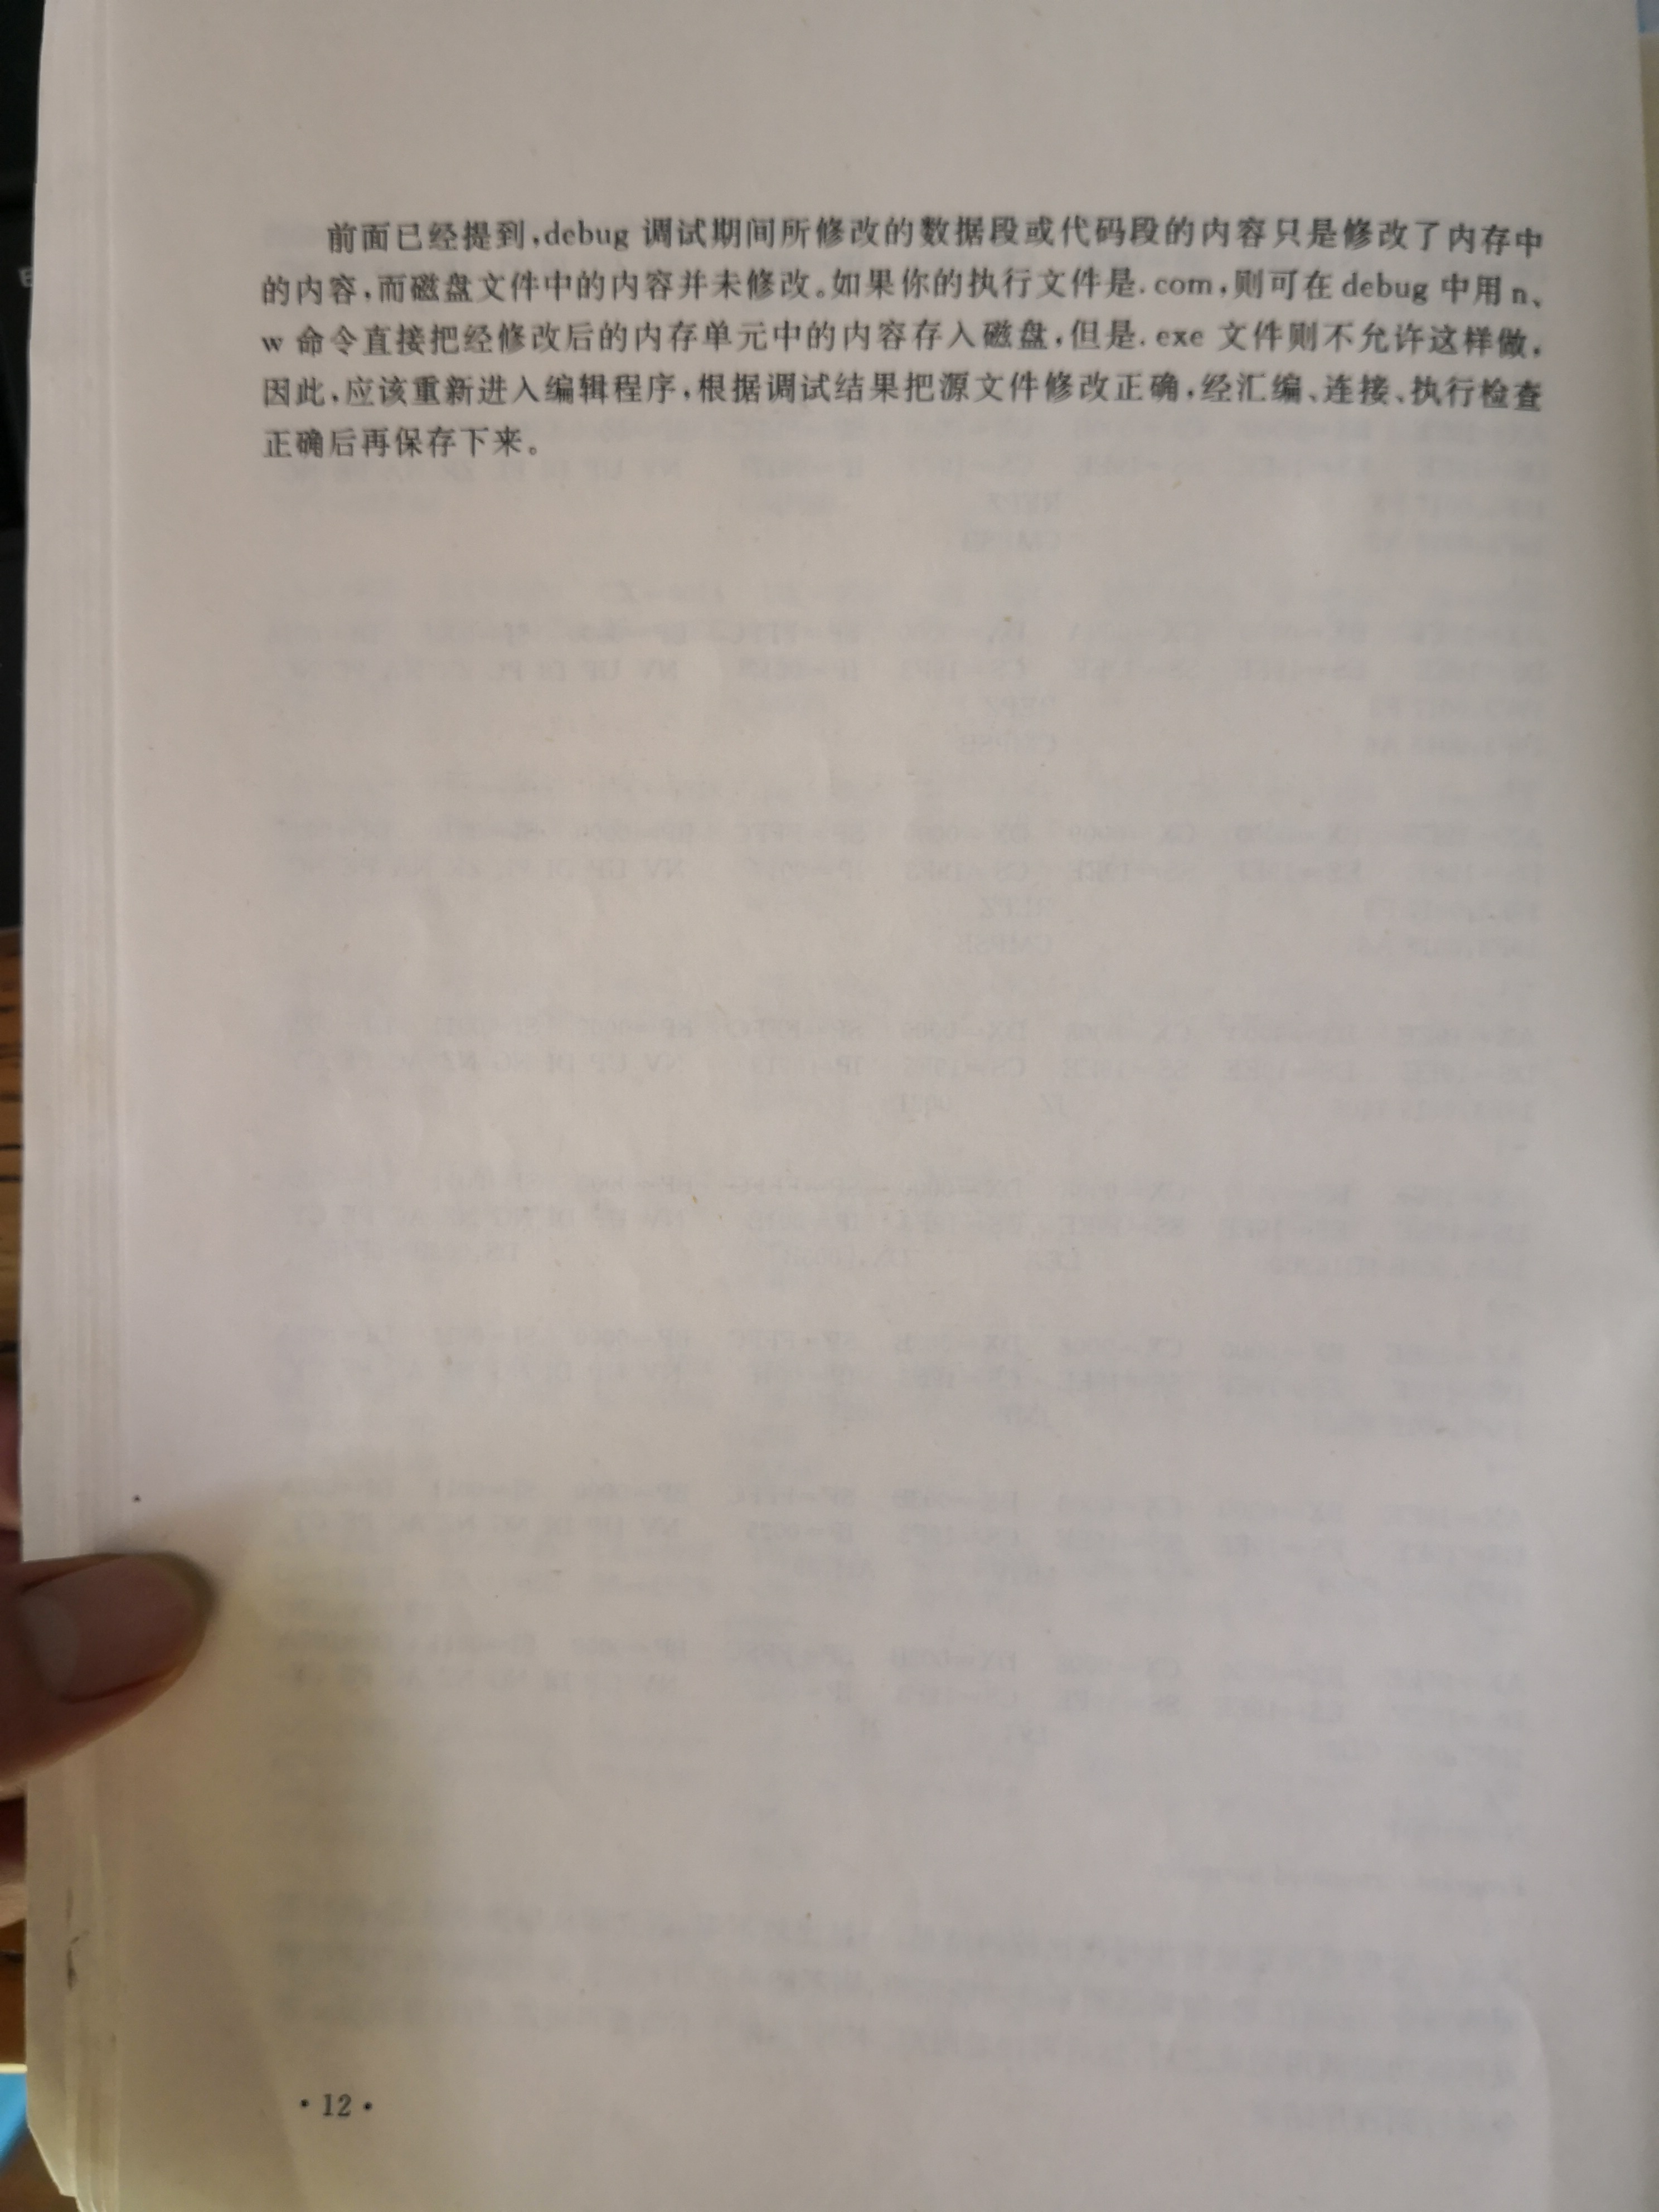 前面已经提到,debug 调试期间所修改的数据段或代码段的内容只是修改了内存中
的内容,而磁盘文件中的内容并未修改。如果你的执行文件是. com,则可在 debug 中用 n、
w 命令直接把经修改后的内存单元中的内容存入磁盘,但是. exe 文件则不允许这样做,
因此,应该重新进入编辑程序,根据调试结果把源文件修改正确,经汇编、连接、执行检查
正确后再保存下来。
· 12 ·